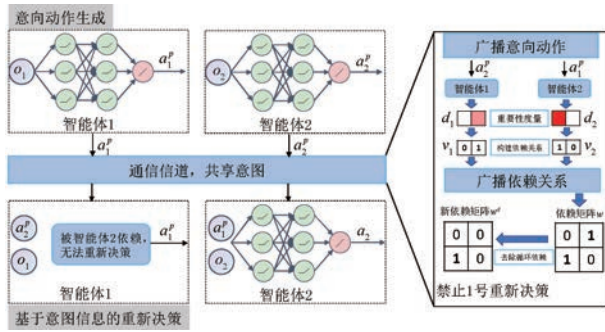 意向动作生成
o₁
a₁ᵖ
智能体1
o₂
a₂ᵖ
智能体2
a₁ᵖ
a₂ᵖ
通信信道，共享意图
a₂ᵖ
o₁
被智能体2依赖，
无法重新决策
a₁ᵖ
智能体1
a₁ᵖ
o₂
a₂
智能体2
基于意图信息的重新决策
广播意向动作
a₂ᵖ
a₁ᵖ
智能体1
智能体2
d₁
重要性度量
d₂
v₁
0 1
构建依赖关系
1 0
v₂
广播依赖关系
新依赖矩阵wᵈ
依赖矩阵w
0 0
1 0
去除循环依赖
0 1
1 0
禁止1号重新决策